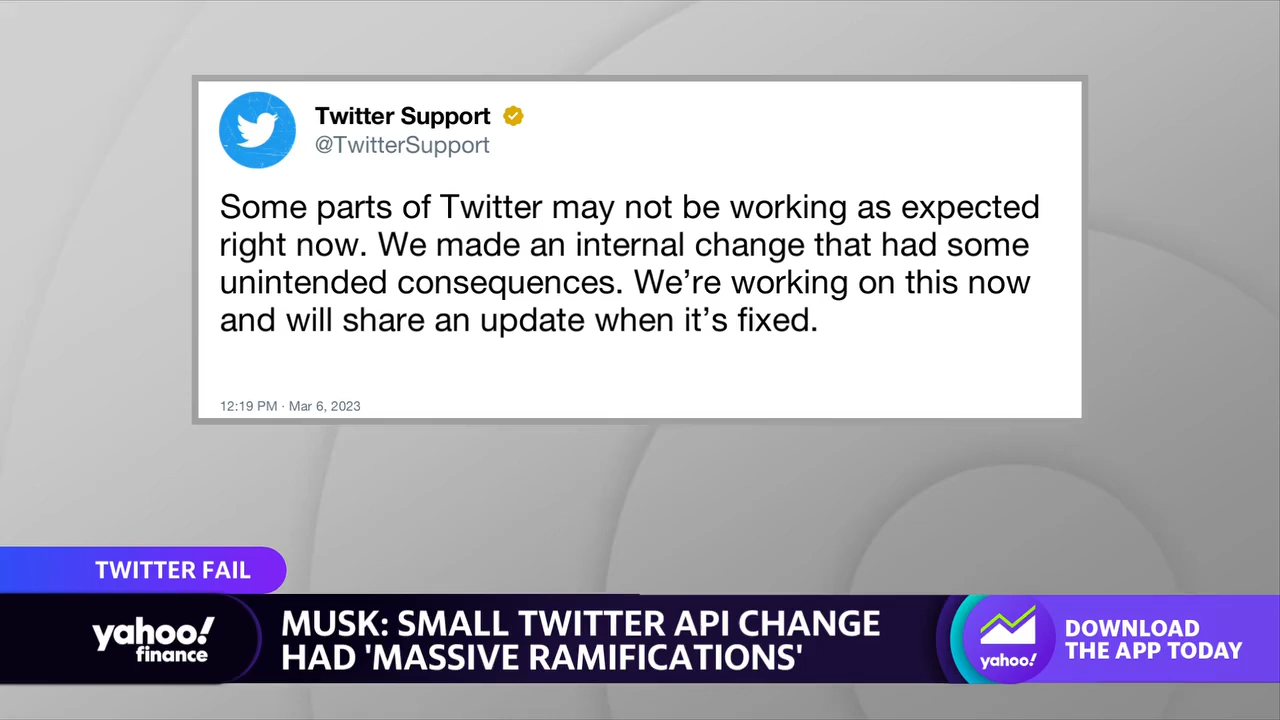 Twitter Support
@TwitterSupport
Some parts of Twitter may not be working as expected
right now. We made an internal change that had some
unintended consequences. We’re working on this now
and will share an update when it’s fixed.
12:19 PM · Mar 6, 2023
TWITTER FAIL
yahoo!
finance
MUSK: SMALL TWITTER API CHANGE
HAD 'MASSIVE RAMIFICATIONS'
yahoo!
DOWNLOAD
THE APP TODAY